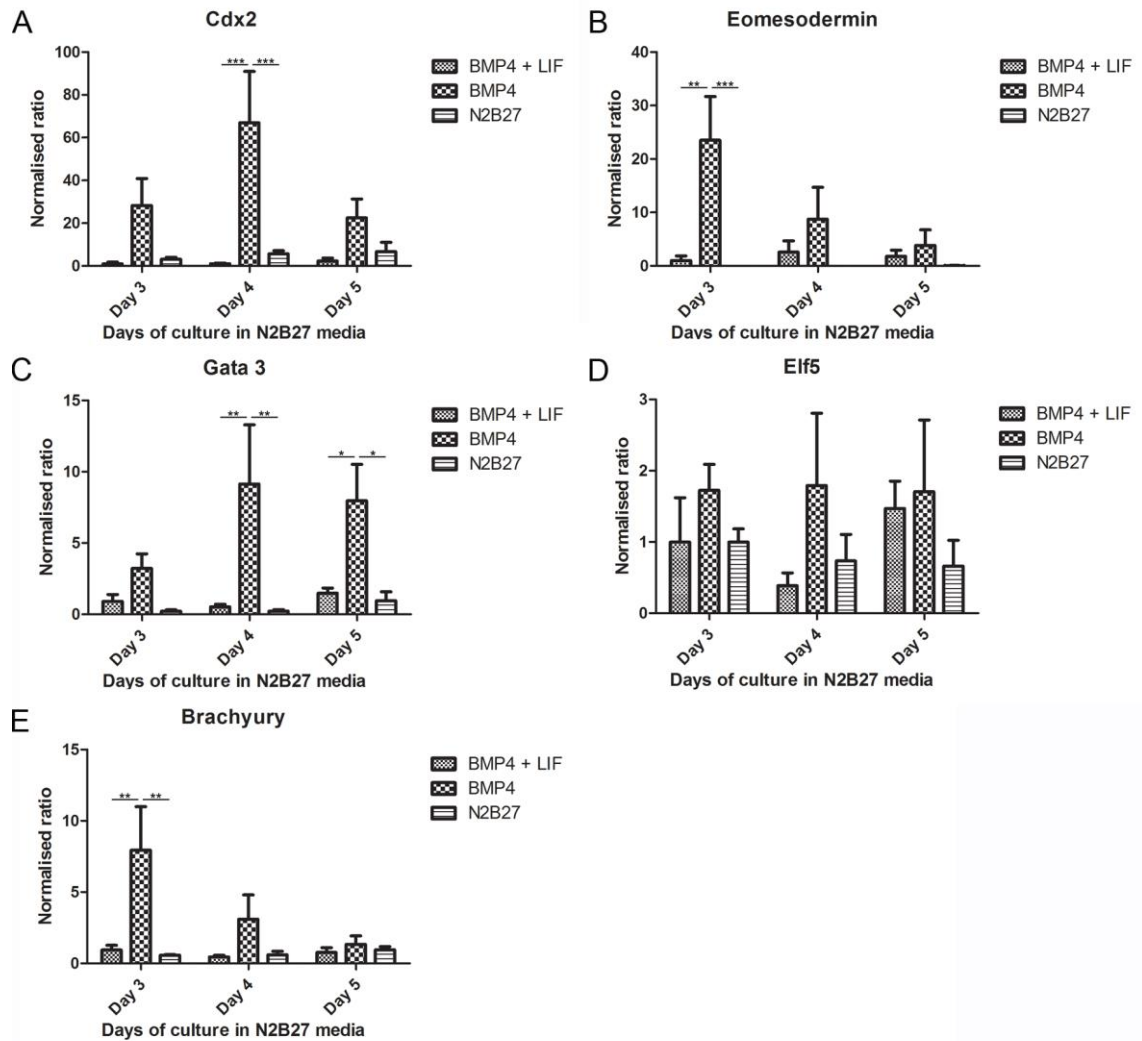 A
Cdx2
Normalised ratio
100
80
60
40
20
0
*** ***
Day 3
Day 4
Day 5
Days of culture in N2B27 media
BMP4 + LIF
BMP4
N2B27
B
Eomesodermin
Normalised ratio
40
30
20
10
0
** ***
Day 3
Day 4
Day 5
Days of culture in N2B27 media
BMP4 + LIF
BMP4
N2B27
C
Gata 3
Normalised ratio
15
10
5
0
** **
* *
Day 3
Day 4
Day 5
Days of culture in N2B27 media
BMP4 + LIF
BMP4
N2B27
D
Elf5
Normalised ratio
3
2
1
0
Day 3
Day 4
Day 5
Days of culture in N2B27 media
BMP4 + LIF
BMP4
N2B27
E
Brachyury
Normalised ratio
15
10
5
0
** **
Day 3
Day 4
Day 5
Days of culture in N2B27 media
BMP4 + LIF
BMP4
N2B27